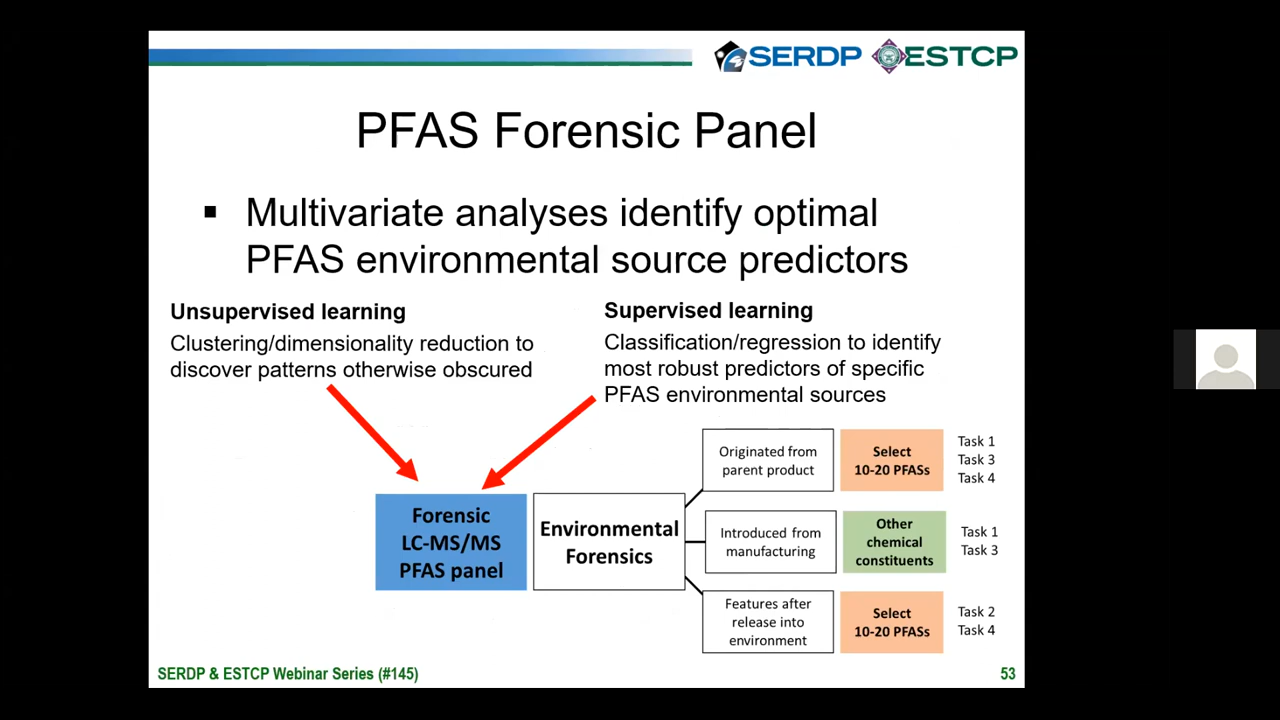 SERDP ESTCP
PFAS Forensic Panel
▪ Multivariate analyses identify optimal
PFAS environmental source predictors
Unsupervised learning
Clustering/dimensionality reduction to
discover patterns otherwise obscured
Supervised learning
Classification/regression to identify
most robust predictors of specific
PFAS environmental sources
Forensic
LC-MS/MS
PFAS panel
Environmental
Forensics
Originated from
parent product
Select
10-20 PFASs
Task 1
Task 3
Task 4
Introduced from
manufacturing
Other
chemical
constituents
Task 1
Task 3
Features after
release into
environment
Select
10-20 PFASs
Task 2
Task 4
SERDP & ESTCP Webinar Series (#145)
53